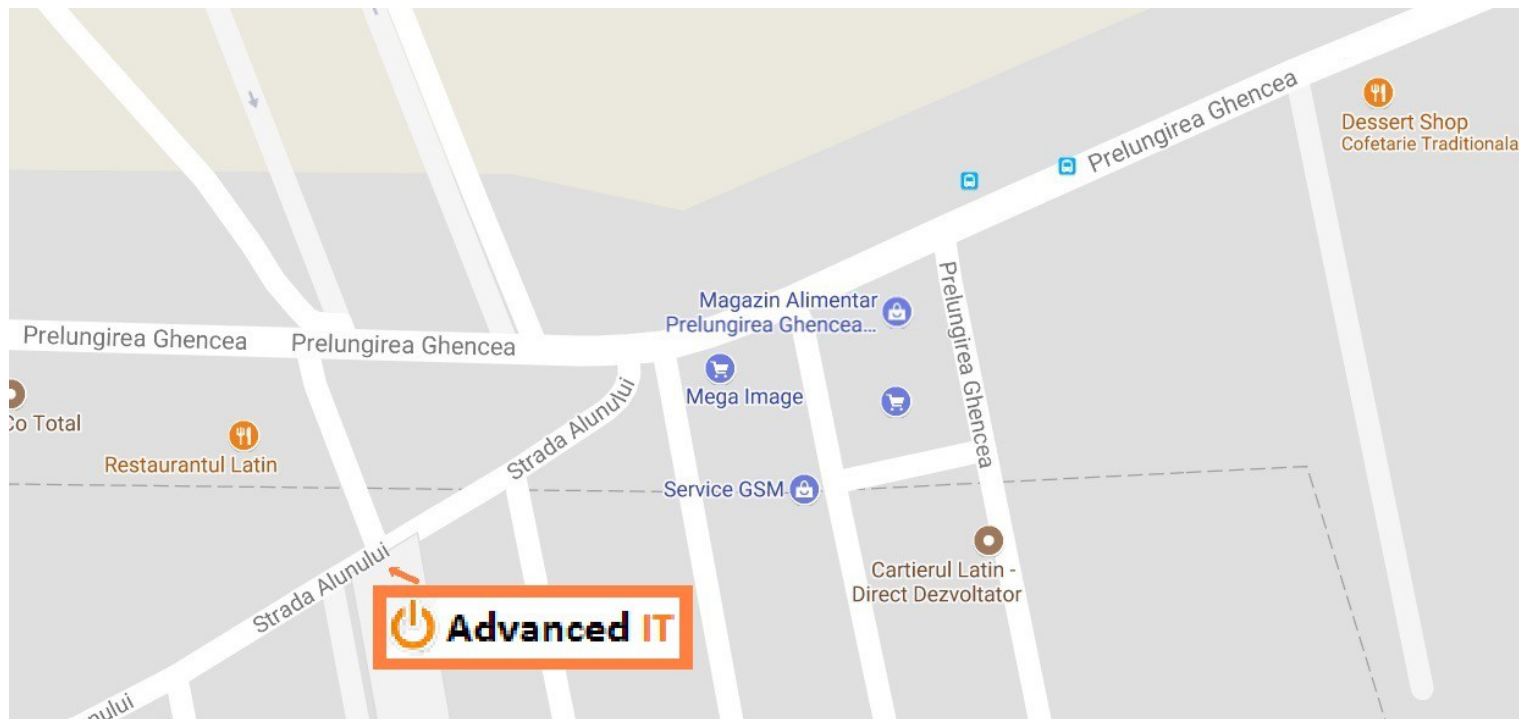 Prelungirea Ghencea
Dessert Shop
Cofetarie Traditionala
Prelungirea Ghencea
Magazin Alimentar
Prelungirea Ghencea...
Prelungirea Ghencea
Prelungirea Ghencea
Mega Image
Strada Alunului
Co Total
Restaurantul Latin
Service GSM
Strada Alunului
Cartierul Latin -
Direct Dezvoltator
Advanced IT
nului